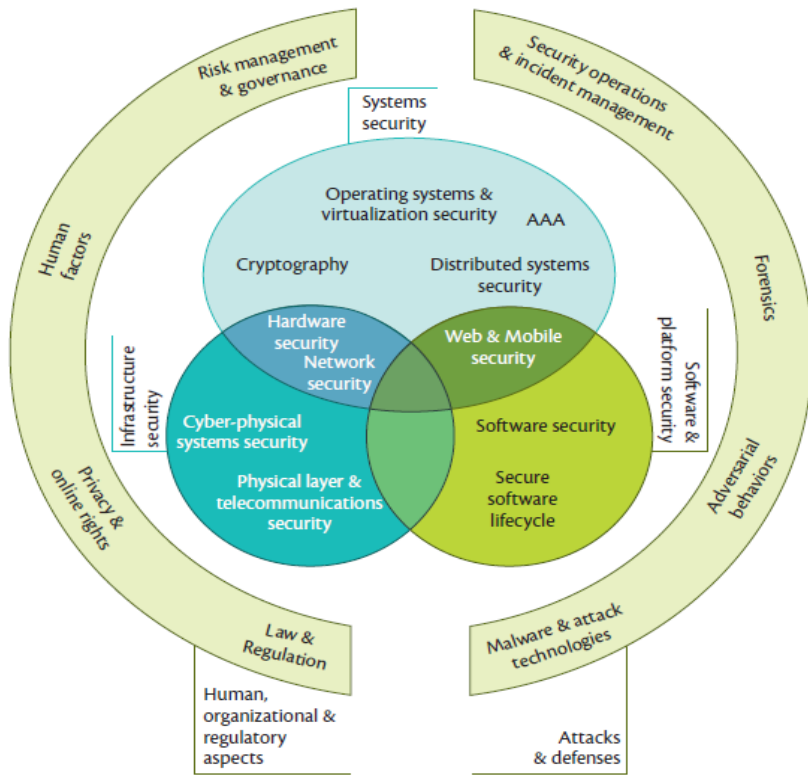 Risk management
& governance
Security operations
& incident management
Systems
security
Operating systems &
virtualization security
AAA
Cryptography
Distributed systems
security
Human
factors
Forensics
Hardware
security
Network
security
Web & Mobile
security
Infrastructure
security
Software &
platform security
Cyber-physical
systems security
Software security
Physical layer &
telecommunications
security
Secure
software
lifecycle
Privacy &
online rights
Adversarial
behaviors
Law &
Regulation
Malware & attack
technologies
Human,
organizational &
regulatory
aspects
Attacks
& defenses